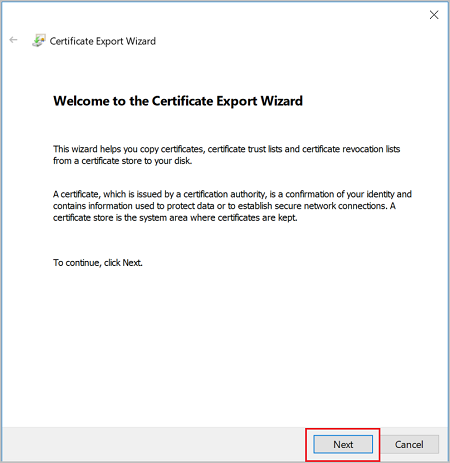 Certificate Export Wizard
Welcome to the Certificate Export Wizard
This wizard helps you copy certificates, certificate trust lists and certificate revocation lists
from a certificate store to your disk.
A certificate, which is issued by a certification authority, is a confirmation of your identity and
contains information used to protect data or to establish secure network connections. A
certificate store is the system area where certificates are kept.
To continue, click Next.
Next Cancel